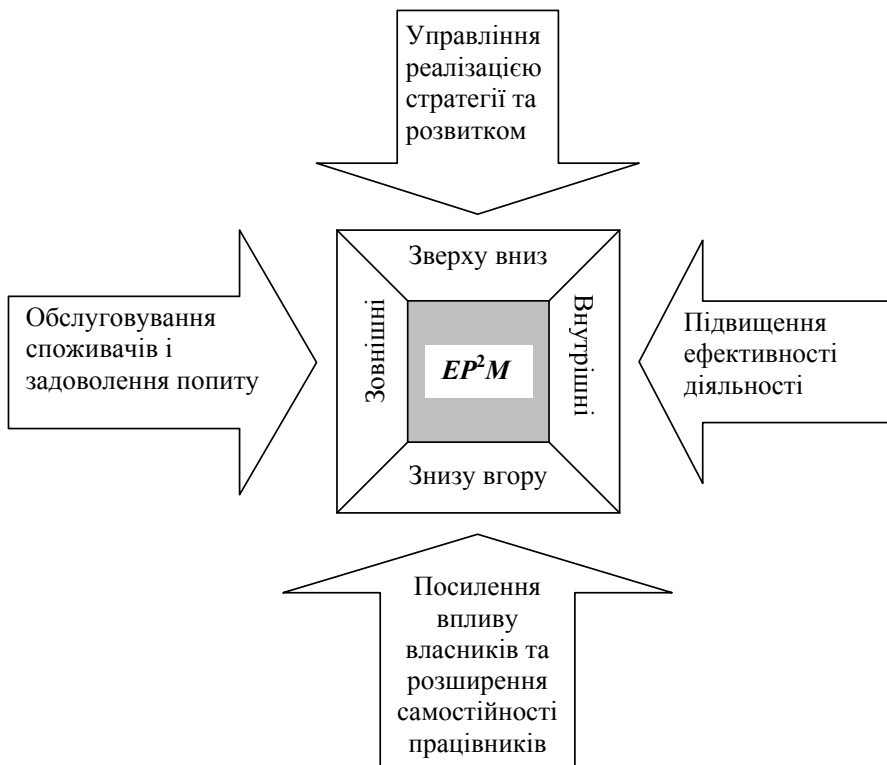 Управління
реалізацією
стратегії та
розвитком
Зверху вниз
Обслуговування
споживачів і
задоволення попиту
Зовнішні
EP²M
Внутрішні
Підвищення
ефективності
діяльності
Знизу вгору
Посилення
впливу
власників та
розширення
самостійності
працівників